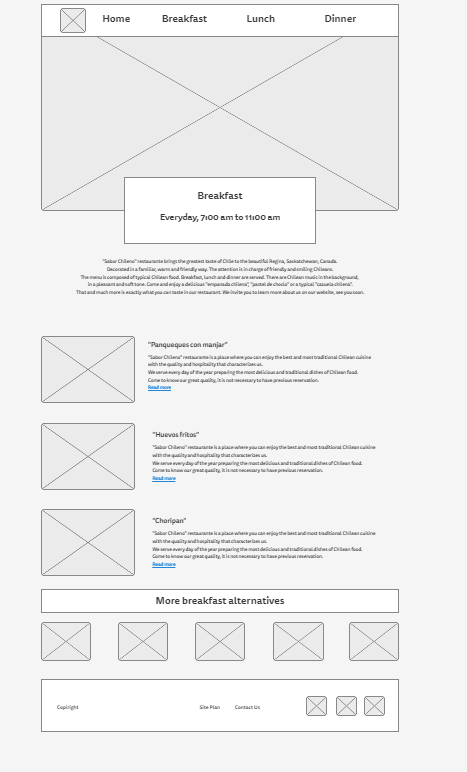 Home Breakfast Lunch Dinner
Breakfast
Everyday, 7:00 am to 11:00 am
"Sabor Chileno" restaurante brings the greatest taste of Chile to the beautiful Regina, Saskatchewan, Canada.
Decorated in a familiar, warm and friendly way. The attention is in charge of friendly and smiling Chileans.
The menu is composed of typical Chilean food. Breakfast, Lunch and dinner are served. There are Chilean music in the background,
in a pleasant and soft tone. Come and enjoy a delicious "empanada chilena", "pastel de choclo" or a typical "cazuela chilena".
That and much more is exactly what you can taste in our restaurant. We invite you to learn more about us on our website, see you soon.
"Panqueques con manjar"
"Sabor Chileno" restaurante is a place where you can enjoy the best and most traditional Chilean cuisine
with the quality and hospitality that characterizes us.
We serve every day of the year preparing the most delicious and traditional dishes of Chilean food.
Come to know our great quality, it is not necessary to have previous reservation.
Read more
"Huevos fritos"
"Sabor Chileno" restaurante is a place where you can enjoy the best and most traditional Chilean cuisine
with the quality and hospitality that characterizes us.
We serve every day of the year preparing the most delicious and traditional dishes of Chilean food.
Come to know our great quality, it is not necessary to have previous reservation.
Read more
"Choripan"
"Sabor Chileno" restaurante is a place where you can enjoy the best and most traditional Chilean cuisine
with the quality and hospitality that characterizes us.
We serve every day of the year preparing the most delicious and traditional dishes of Chilean food.
Come to know our great quality, it is not necessary to have previous reservation.
Read more
More breakfast alternatives
Copiright Site Plan Contact Us